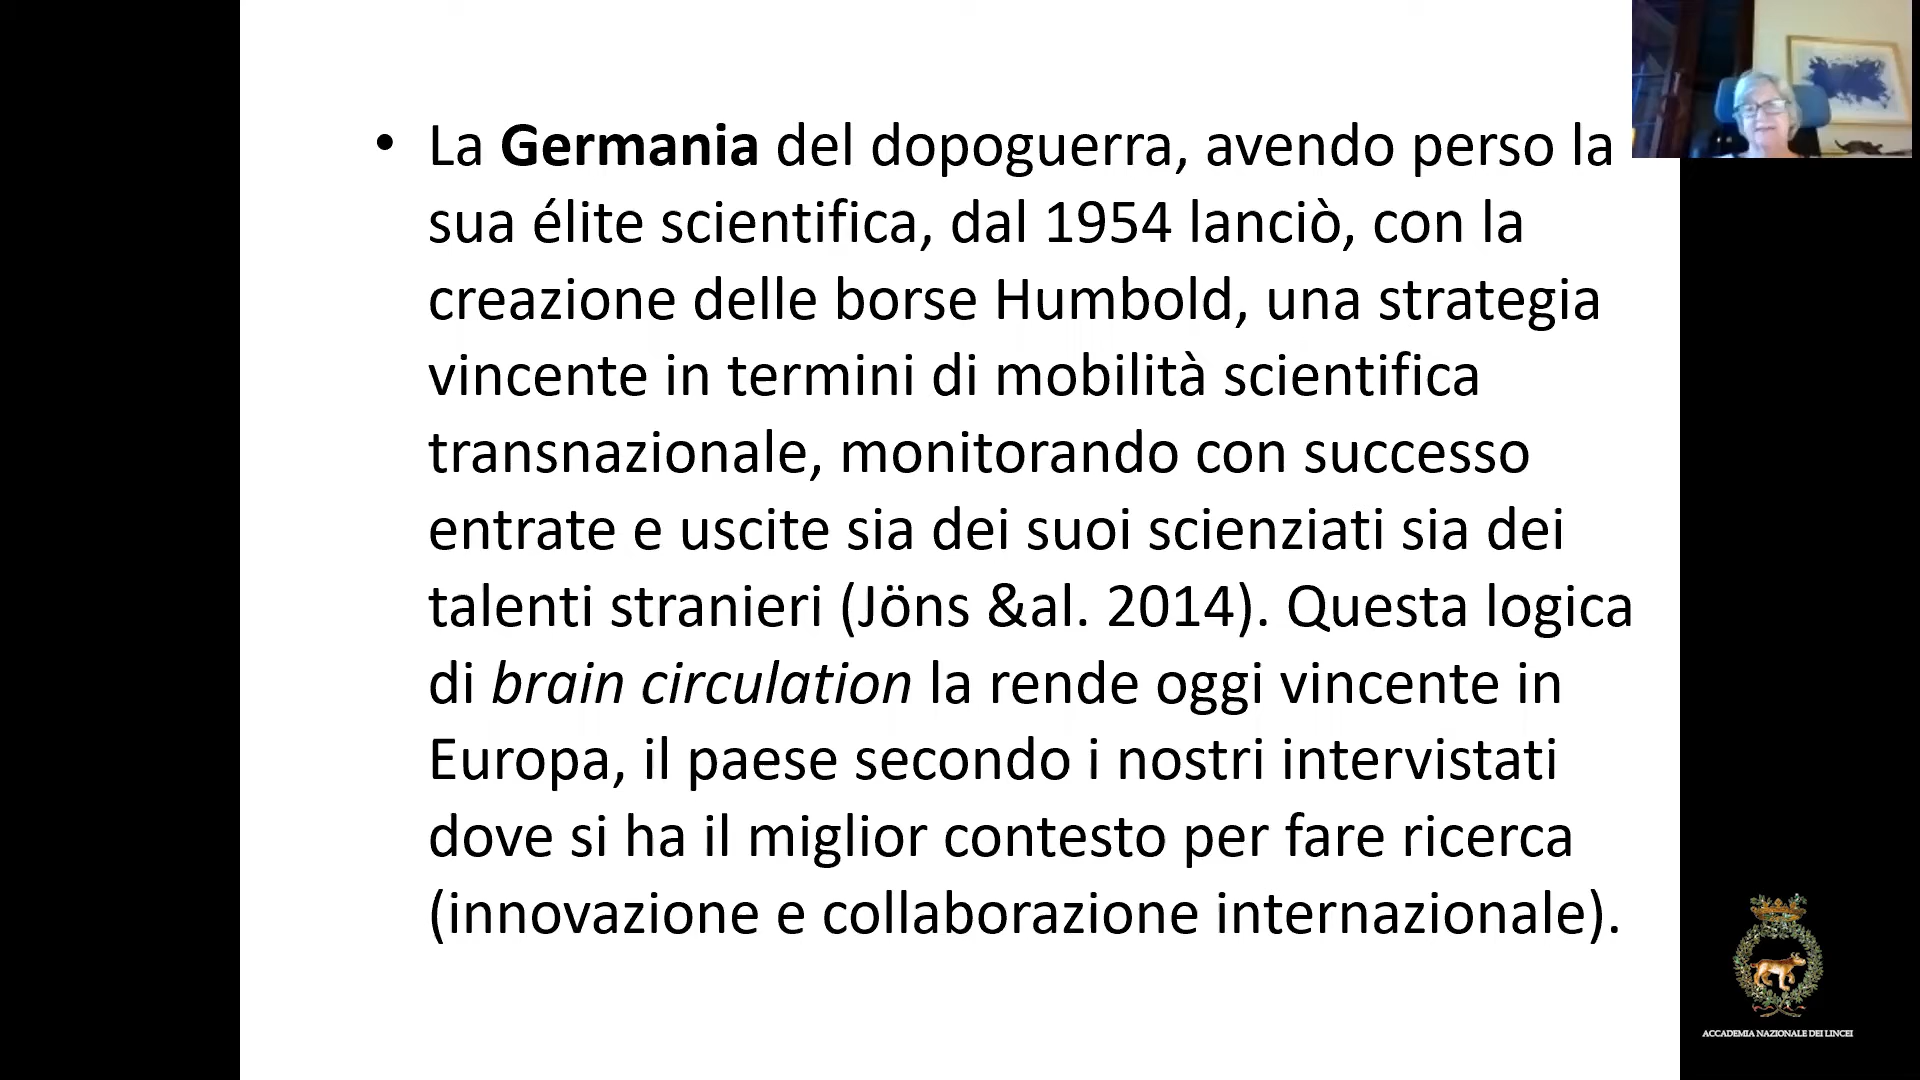 • La Germania del dopoguerra, avendo perso la
sua élite scientifica, dal 1954 lanciò, con la
creazione delle borse Humbold, una strategia
vincente in termini di mobilità scientifica
transnazionale, monitorando con successo
entrate e uscite sia dei suoi scienziati sia dei
talenti stranieri (Jöns &al. 2014). Questa logica
di brain circulation la rende oggi vincente in
Europa, il paese secondo i nostri intervistati
dove si ha il miglior contesto per fare ricerca
(innovazione e collaborazione internazionale).
ACCADEMIA NAZIONALE DEI LINCEI